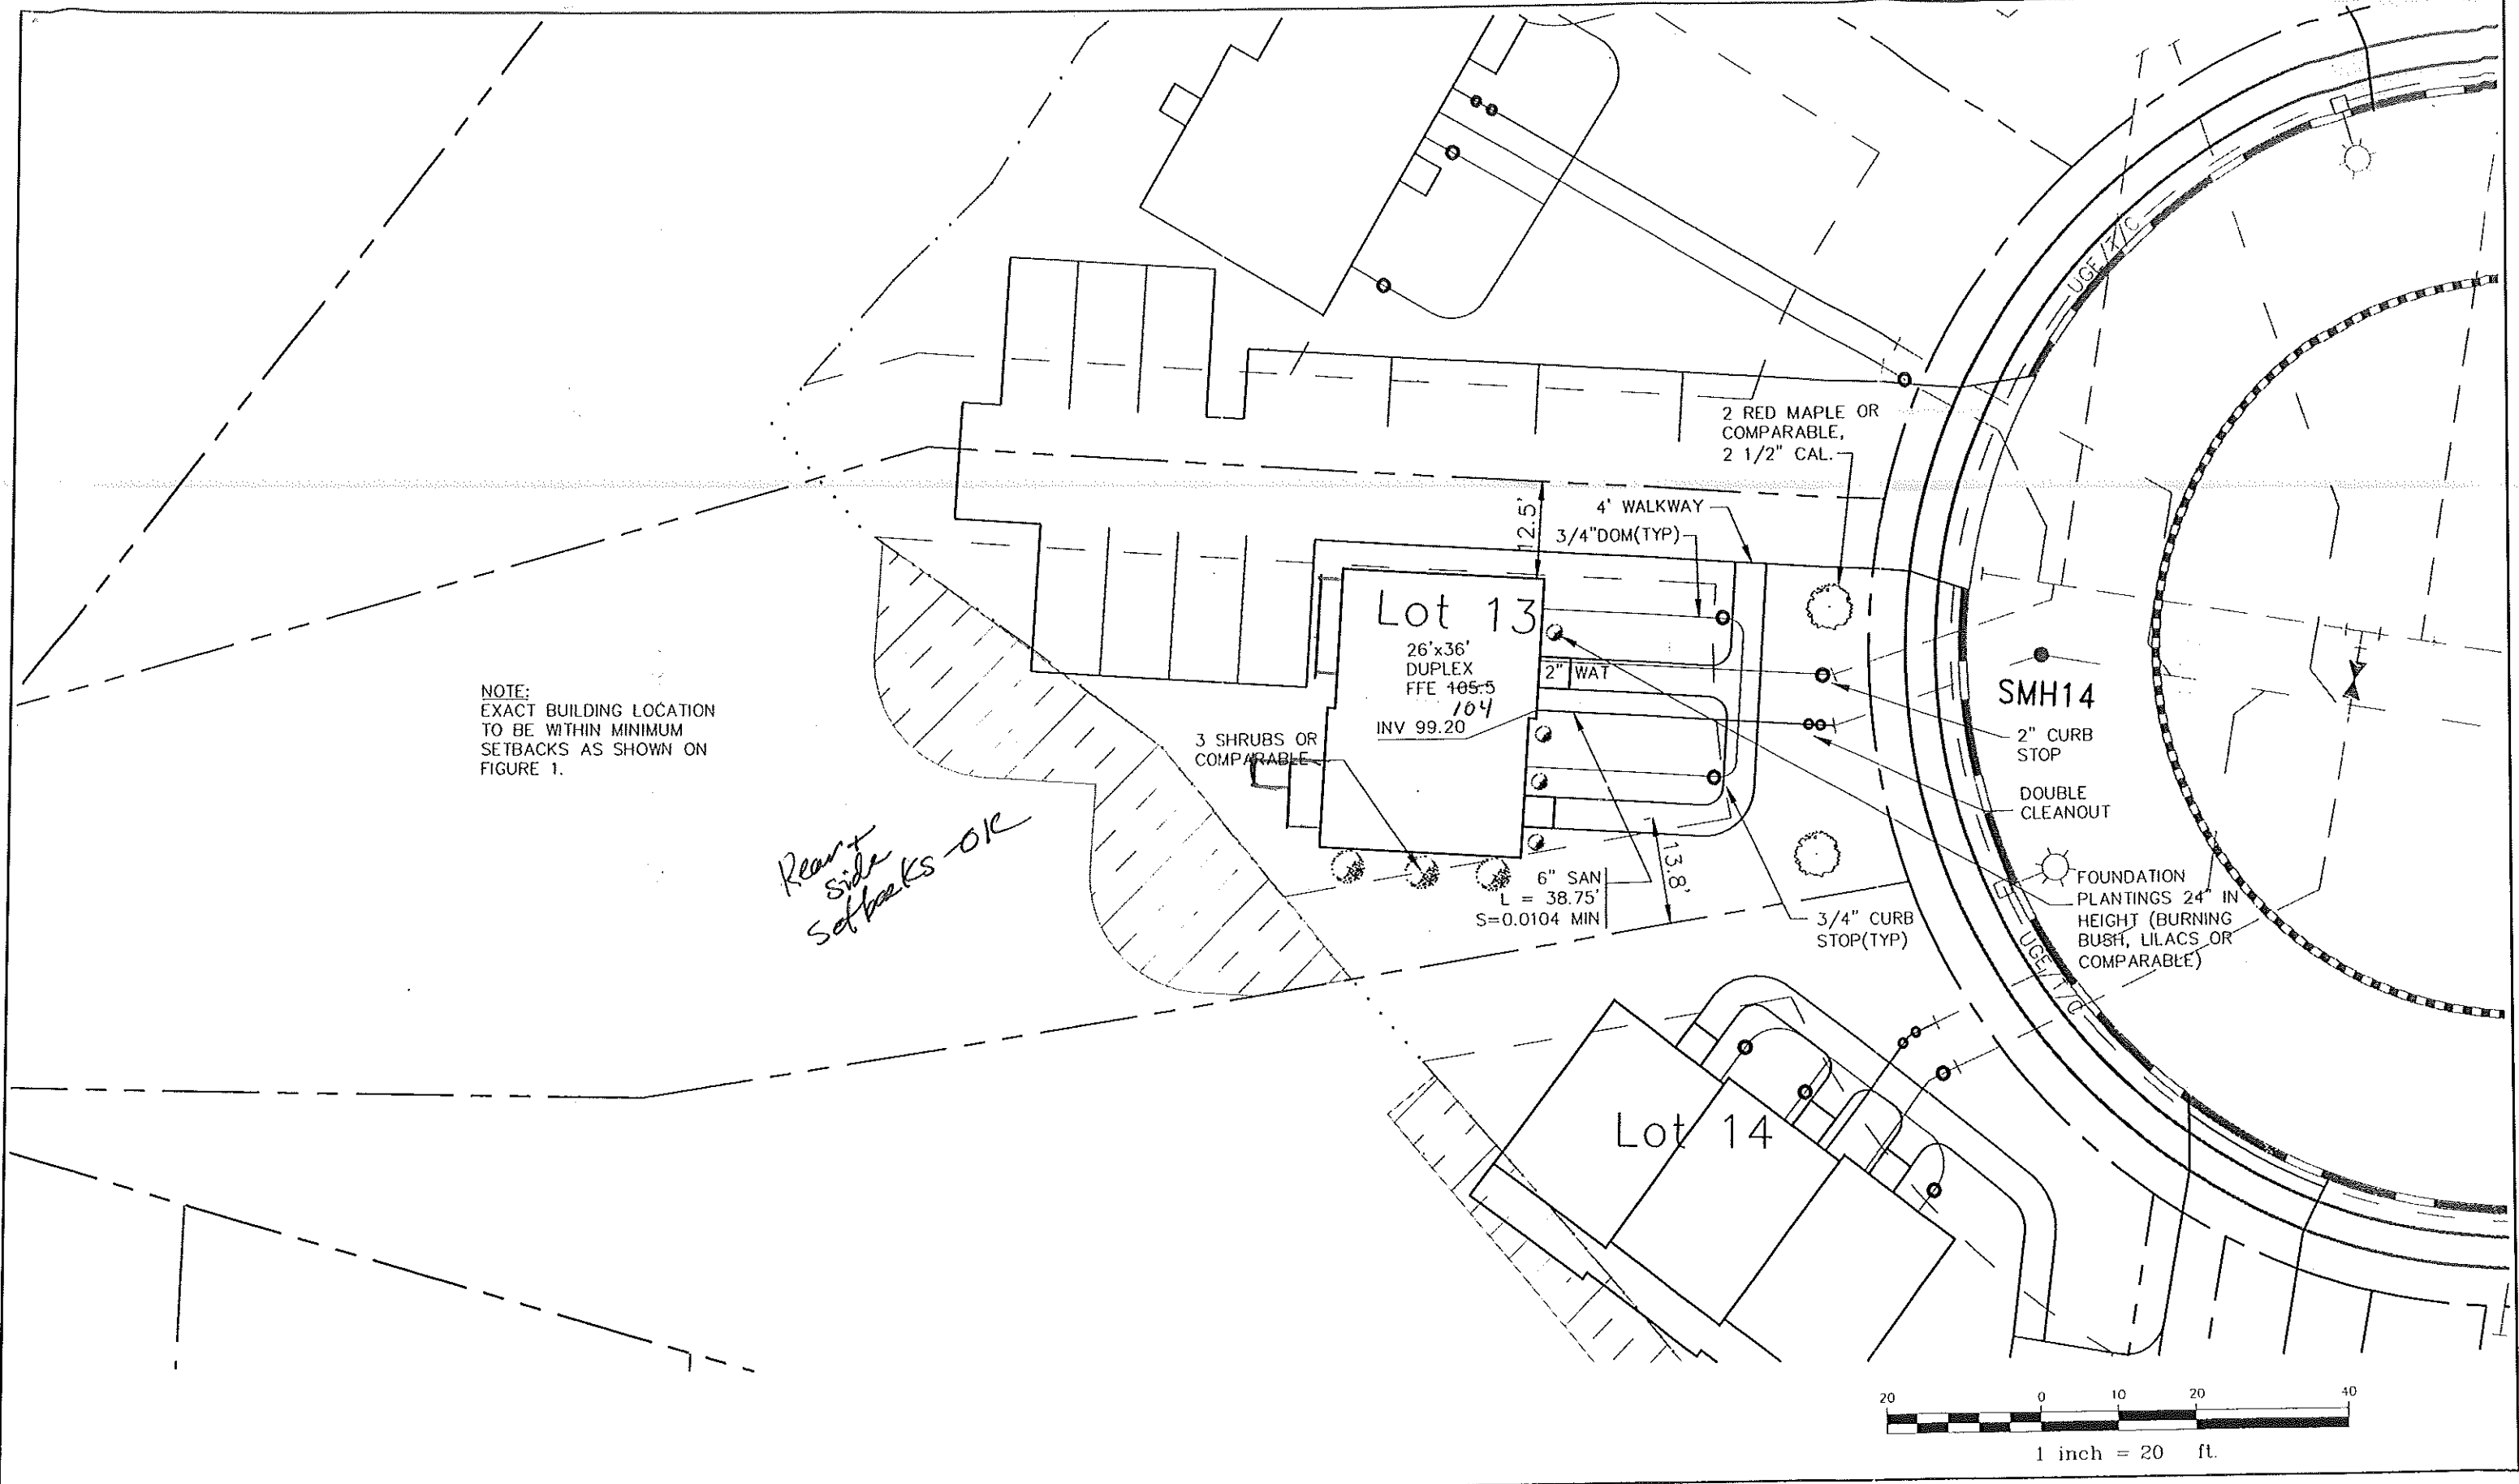 UGE/T/C
2 RED MAPLE OR
COMPARABLE,
2 1/2" CAL.
12.5'
4' WALKWAY
3/4"DOM(TYP)
Lot 13
26'x36'
DUPLEX
FFE 105.5
104
INV 99.20
2" WAT
NOTE:
EXACT BUILDING LOCATION
TO BE WITHIN MINIMUM
SETBACKS AS SHOWN ON
FIGURE 1.
3 SHRUBS OR
COMPARABLE
SMH14
2" CURB
STOP
DOUBLE
CLEANOUT
Rear +
side
setbacks -OK
13.8'
6" SAN
L = 38.75'
S=0.0104 MIN
3/4" CURB
STOP(TYP)
FOUNDATION
PLANTINGS 24" IN
HEIGHT (BURNING
BUSH, LILACS OR
COMPARABLE)
UGE/T/C
Lot 14
20 0 10 20 40
1 inch = 20 ft.